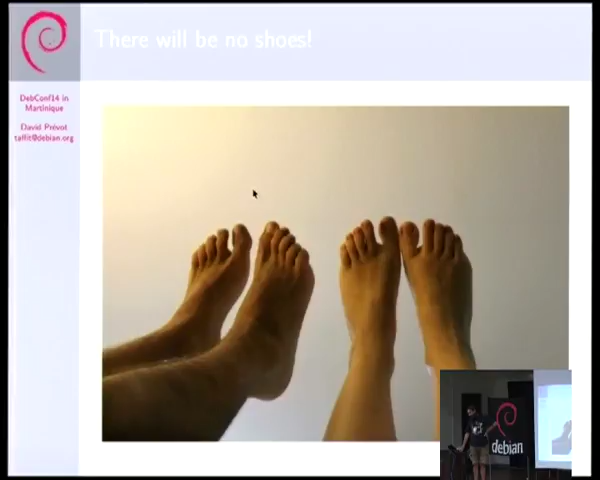 There will be no shoes!
DebConf14 in
Martinique
David Prévot
taffit@debian.org
debian